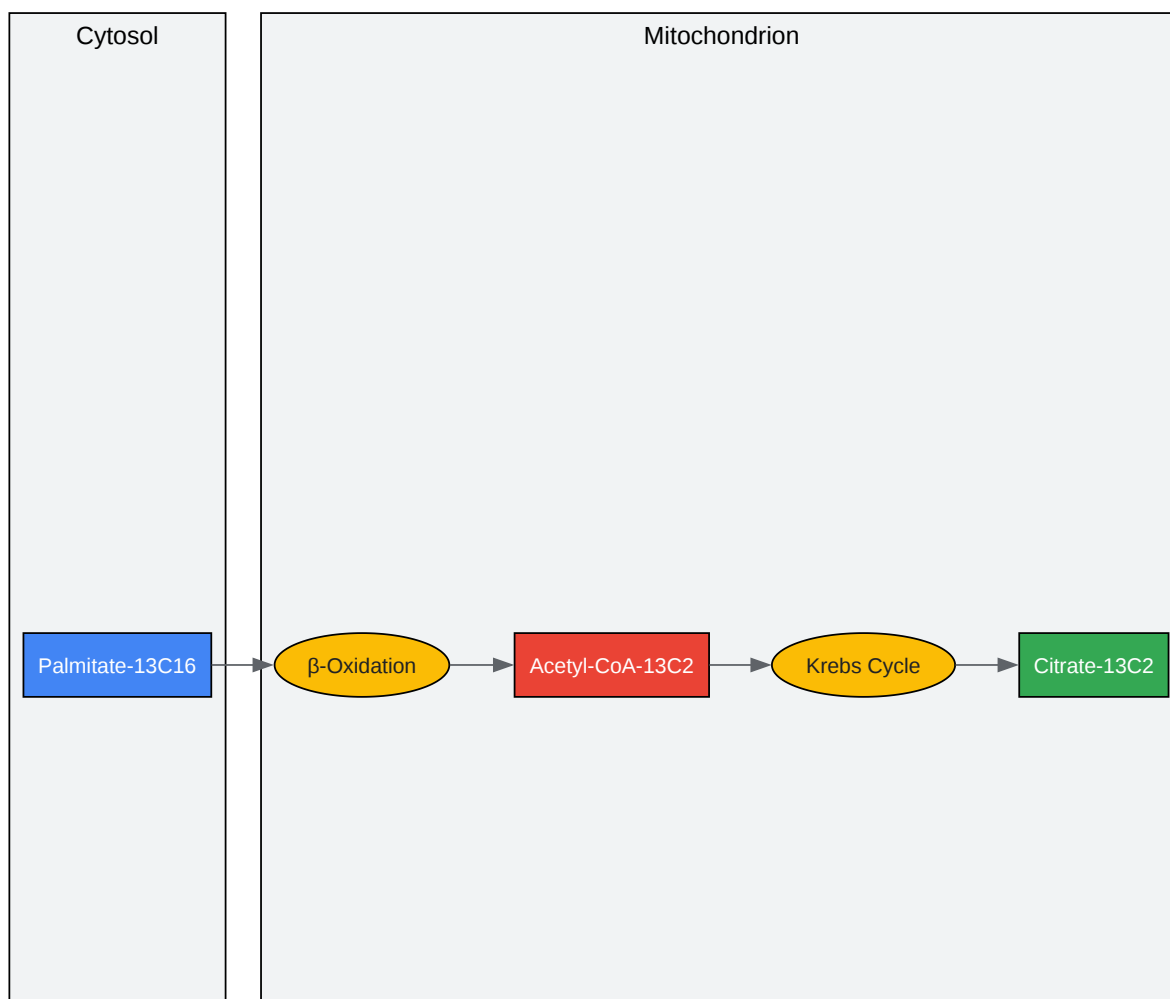 Cytosol
Mitochondrion
Palmitate-13C16
β-Oxidation
Acetyl-CoA-13C2
Krebs Cycle
Citrate-13C2